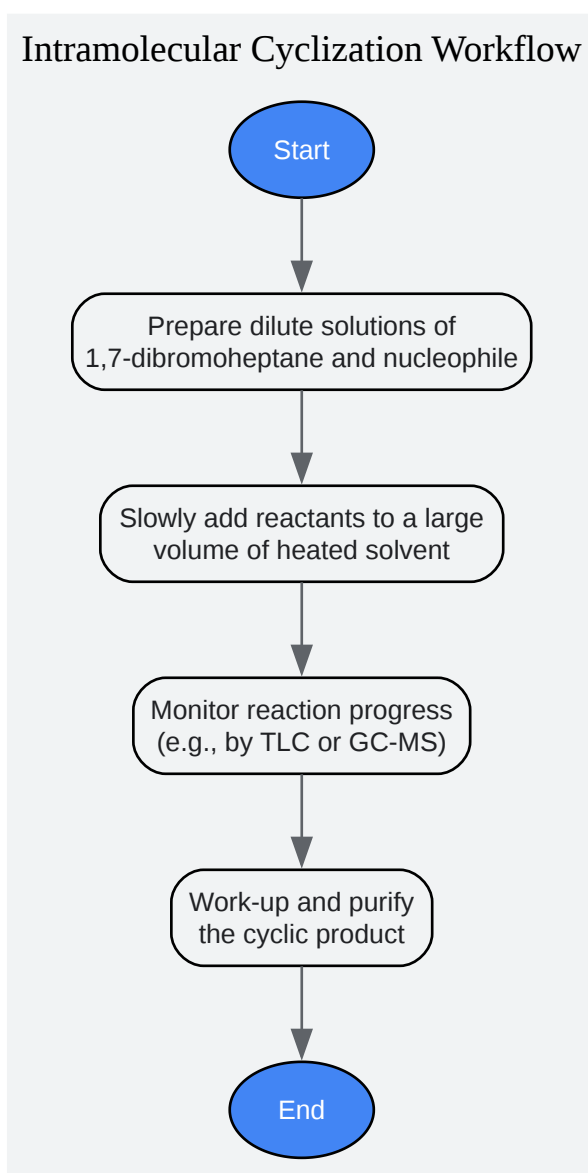 Intramolecular Cyclization Workflow
Start
Prepare dilute solutions of
1,7-dibromoheptane and nucleophile
Slowly add reactants to a large
volume of heated solvent
Monitor reaction progress
(e.g., by TLC or GC-MS)
Work-up and purify
the cyclic product
End